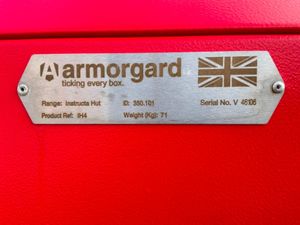 armorgard
ticking every box.
Range: Instructa Hut ID: 350.101 Serial No. V 46106
Product Ref: IH4 Weight (Kg): 71